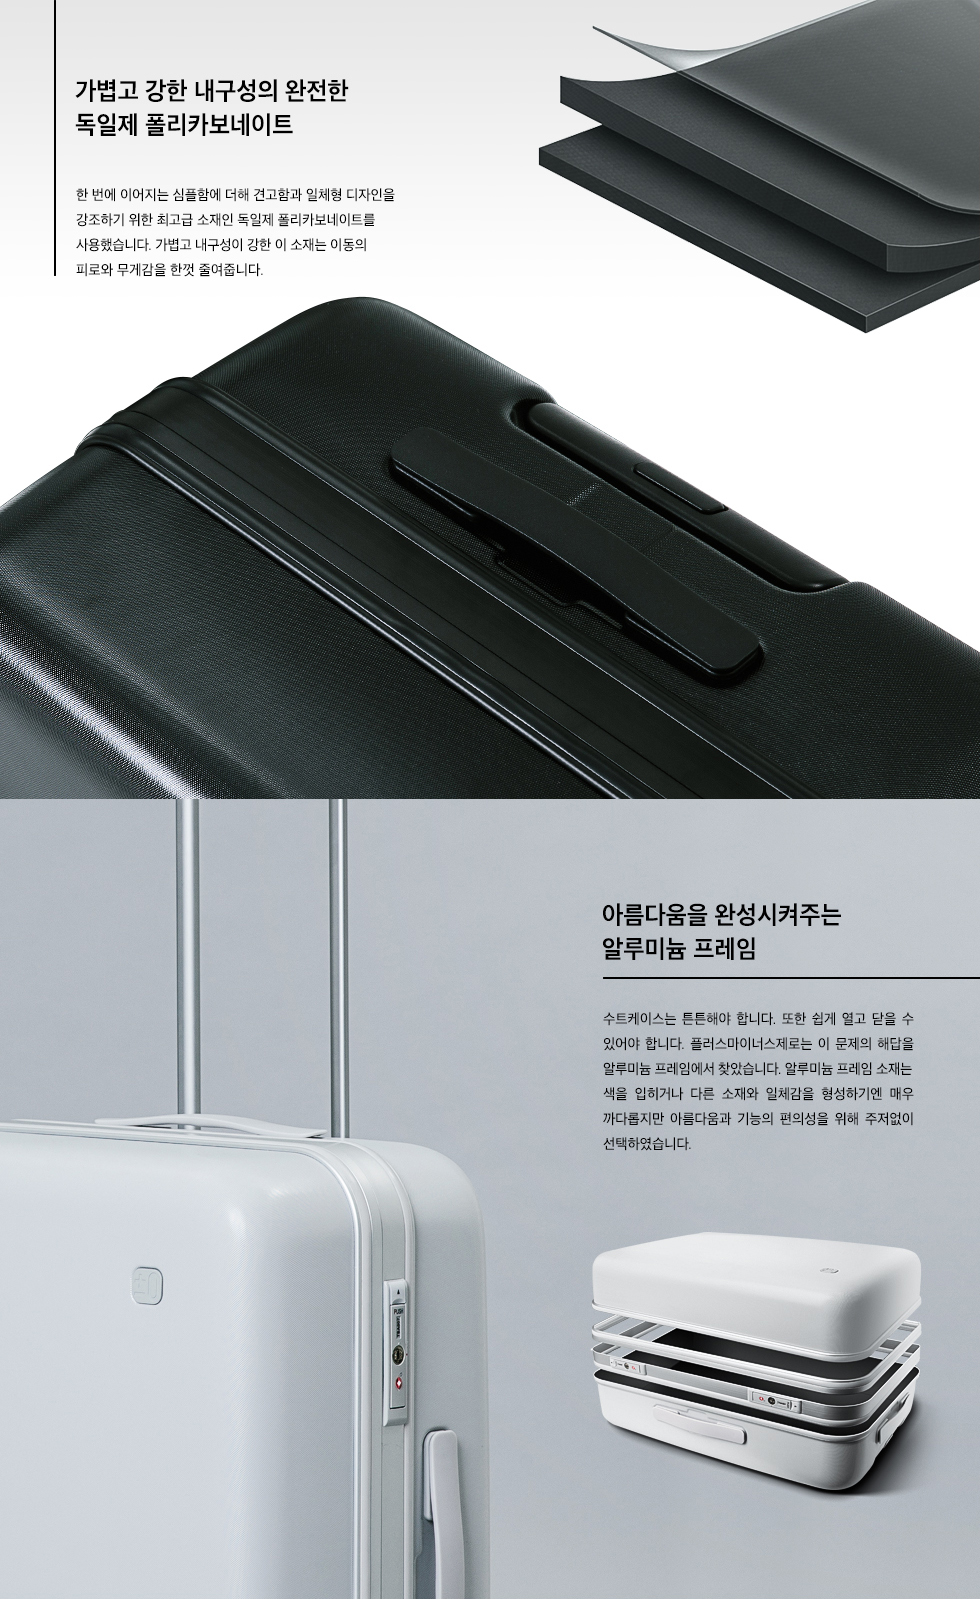 가볍고 강한 내구성의 완전한
독일제 폴리카보네이트
한 번에 이어지는 심플함에 더해 견고함과 일체형 디자인을
강조하기 위한 최고급 소재인 독일제 폴리카보네이트를
사용했습니다. 가볍고 내구성이 강한 이 소재는 이동의
피로와 무게감을 한껏 줄여줍니다.
아름다움을 완성시켜주는
알루미늄 프레임
수트케이스는 튼튼해야 합니다. 또한 쉽게 열고 닫을 수
있어야 합니다. 플러스마이너스제로는 이 문제의 해답을
알루미늄 프레임에서 찾았습니다. 알루미늄 프레임 소재는
색을 입히거나 다른 소재와 일체감을 형성하기엔 매우
까다롭지만 아름다움과 기능의 편의성을 위해 주저없이
선택하였습니다.
PUSH